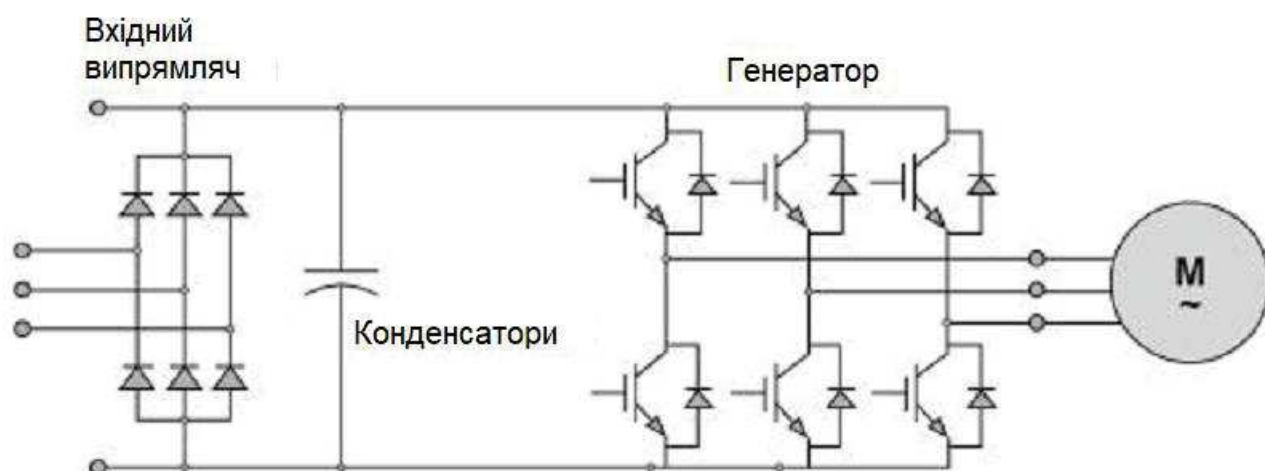 Вхідний
випрямляч
Генератор
Конденсатори
M
~